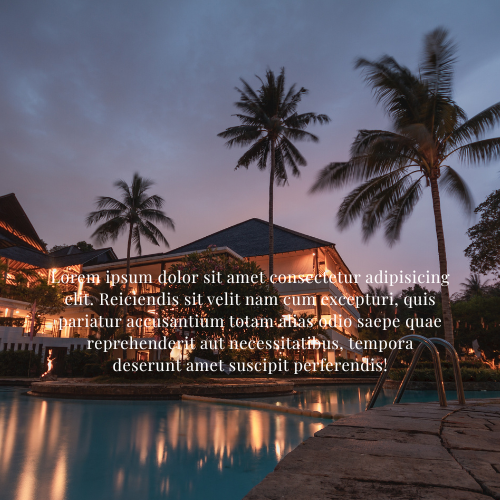 Lorem ipsum dolor sit amet consectetur adipisicing
elit. Reiciendis sit velit nam cum excepturi, quis
pariatur accusantium totam alias odio saepe quae
reprehenderit aut necessitatibus, tempora
deserunt amet suscipit perferendis!